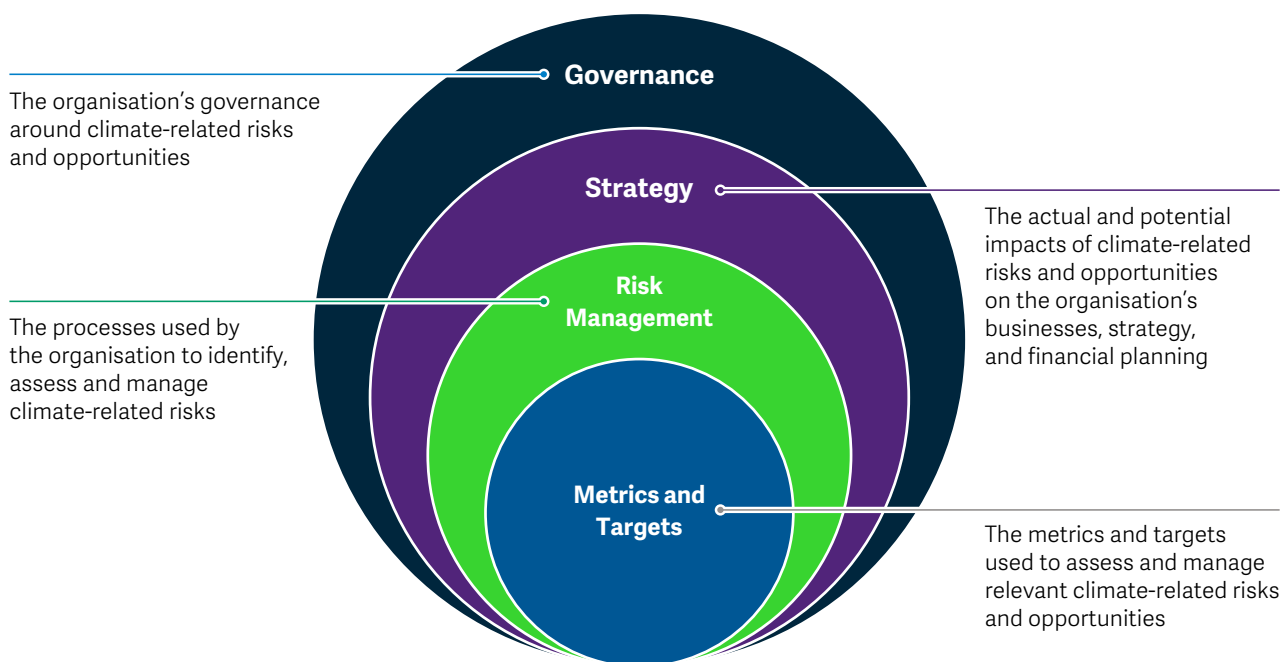 Governance
The organisation's governance
around climate-related risks
and opportunities
Strategy
The actual and potential
impacts of climate-related
risks and opportunities
on the organisation's
businesses, strategy,
and financial planning
Risk
Management
The processes used by
the organisation to identify,
assess and manage
climate-related risks
Metrics and
Targets
The metrics and targets
used to assess and manage
relevant climate-related risks
and opportunities